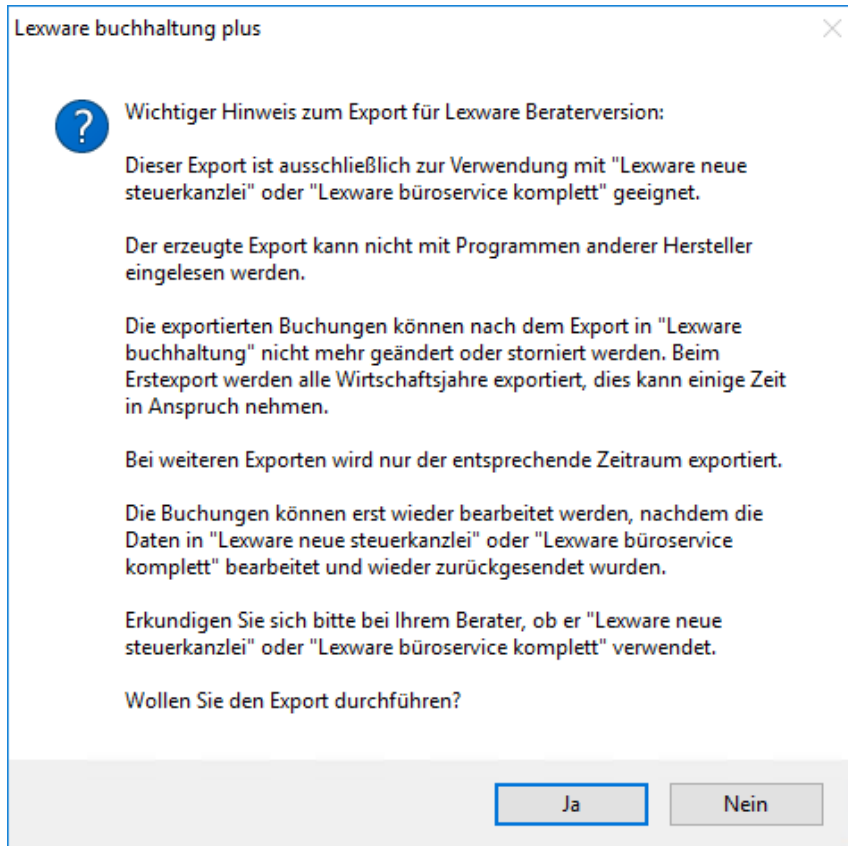 Lexware buchhaltung plus
Wichtiger Hinweis zum Export für Lexware Beraterversion:
Dieser Export ist ausschließlich zur Verwendung mit "Lexware neue
steuerkanzlei" oder "Lexware büroservice komplett" geeignet.
Der erzeugte Export kann nicht mit Programmen anderer Hersteller
eingelesen werden.
Die exportierten Buchungen können nach dem Export in "Lexware
buchhaltung" nicht mehr geändert oder storniert werden. Beim
Erstexport werden alle Wirtschaftsjahre exportiert, dies kann einige Zeit
in Anspruch nehmen.
Bei weiteren Exporten wird nur der entsprechende Zeitraum exportiert.
Die Buchungen können erst wieder bearbeitet werden, nachdem die
Daten in "Lexware neue steuerkanzlei" oder "Lexware büroservice
komplett" bearbeitet und wieder zurückgesendet wurden.
Erkundigen Sie sich bitte bei Ihrem Berater, ob er "Lexware neue
steuerkanzlei" oder "Lexware büroservice komplett" verwendet.
Wollen Sie den Export durchführen?
Ja
Nein